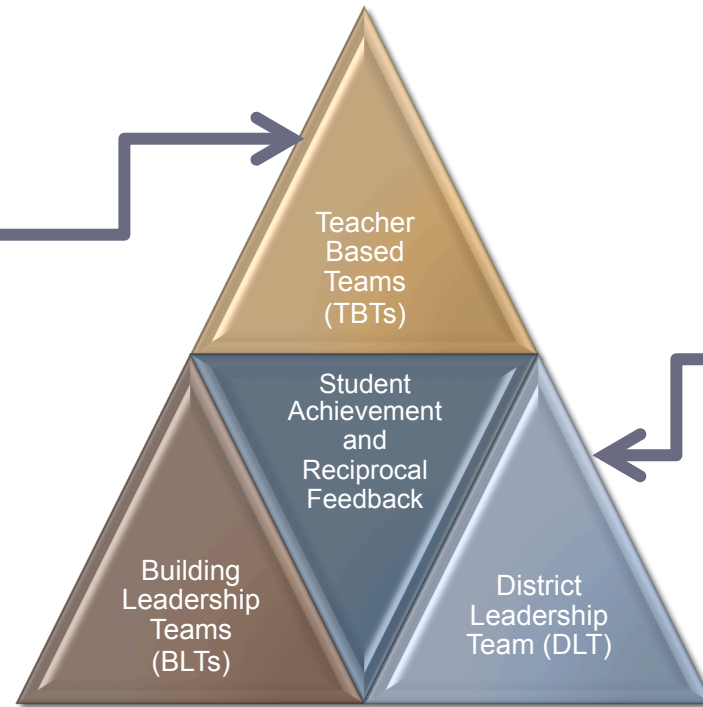 Teacher
Based
Teams
(TBTs)
Student
Achievement
and
Reciprocal
Feedback
Building
Leadership
Teams
(BLTs)
District
Leadership
Team (DLT)